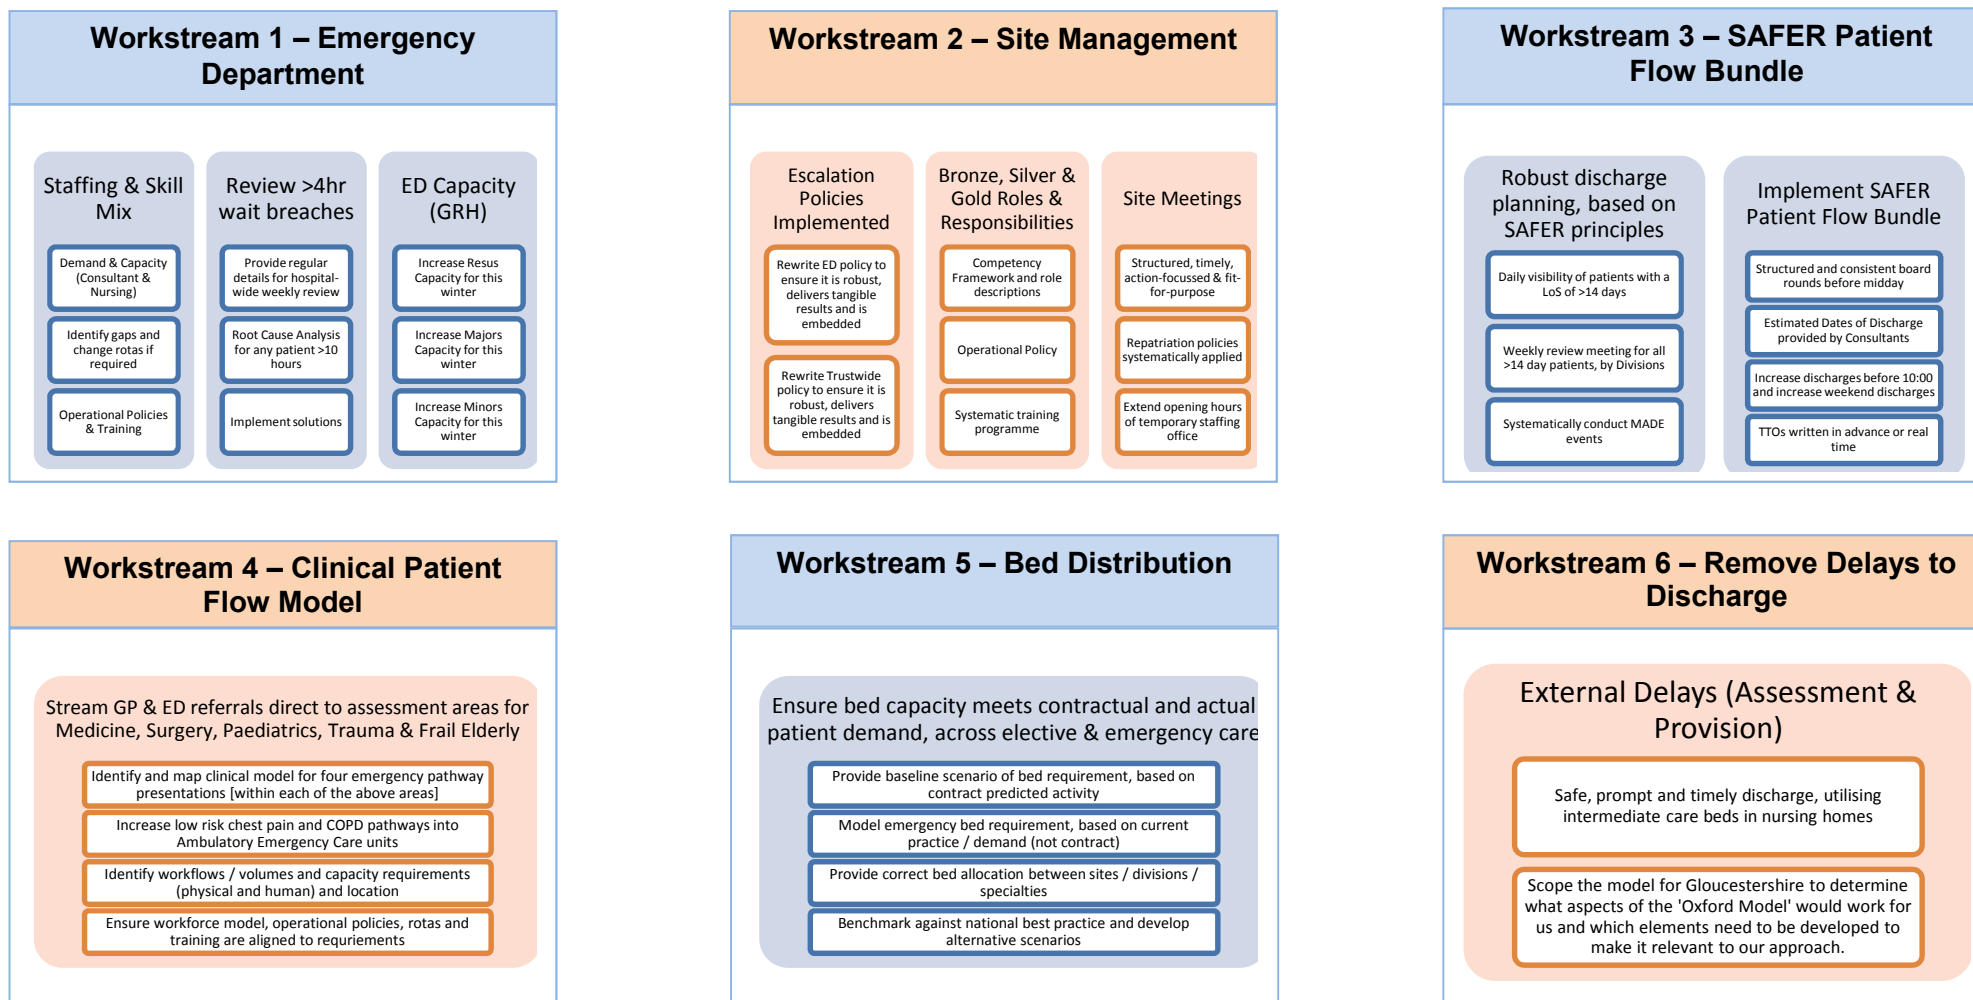 Workstream 1 – Emergency
Department
Staffing & Skill
Mix
Demand & Capacity
(Consultant &
Nursing)
Identify gaps and
change rotas if
required
Operational Policies
& Training
Review >4hr
wait breaches
Provide regular
details for hospital-
wide weekly review
Root Cause Analysis
for any patient >10
hours
Implement solutions
ED Capacity
(GRH)
Increase Resus
Capacity for this
winter
Increase Majors
Capacity for this
winter
Increase Minors
Capacity for this
winter
Workstream 2 – Site Management
Escalation
Policies
Implemented
Rewrite ED policy to
ensure it is robust,
delivers tangible
results and is
embedded
Rewrite Trustwide
policy to ensure it is
robust, delivers
tangible results and is
embedded
Bronze, Silver &
Gold Roles &
Responsibilities
Competency
Framework and role
descriptions
Operational Policy
Systematic training
programme
Site Meetings
Structured, timely,
action-focussed & fit-
for-purpose
Repatriation policies
systematically applied
Extend opening hours
of temporary staffing
office
Workstream 3 – SAFER Patient
Flow Bundle
Robust discharge
planning, based on
SAFER principles
Daily visibility of patients with a
LoS of >14 days
Weekly review meeting for all
>14 day patients, by Divisions
Systematically conduct MADE
events
Implement SAFER
Patient Flow Bundle
Structured and consistent board
rounds before midday
Estimated Dates of Discharge
provided by Consultants
Increase discharges before 10:00
and increase weekend discharges
TTOs written in advance or real
time
Workstream 4 – Clinical Patient
Flow Model
Stream GP & ED referrals direct to assessment areas for
Medicine, Surgery, Paediatrics, Trauma & Frail Elderly
Identify and map clinical model for four emergency pathway
presentations [within each of the above areas]
Increase low risk chest pain and COPD pathways into
Ambulatory Emergency Care units
Identify workflows / volumes and capacity requirements
(physical and human) and location
Ensure workforce model, operational policies, rotas and
training are aligned to requriements
Workstream 5 – Bed Distribution
Ensure bed capacity meets contractual and actual
patient demand, across elective & emergency care
Provide baseline scenario of bed requirement, based on
contract predicted activity
Model emergency bed requirement, based on current
practice / demand (not contract)
Provide correct bed allocation between sites / divisions /
specialties
Benchmark against national best practice and develop
alternative scenarios
Workstream 6 – Remove Delays to
Discharge
External Delays (Assessment &
Provision)
Safe, prompt and timely discharge, utilising
intermediate care beds in nursing homes
Scope the model for Gloucestershire to determine
what aspects of the 'Oxford Model' would work for
us and which elements need to be developed to
make it relevant to our approach.